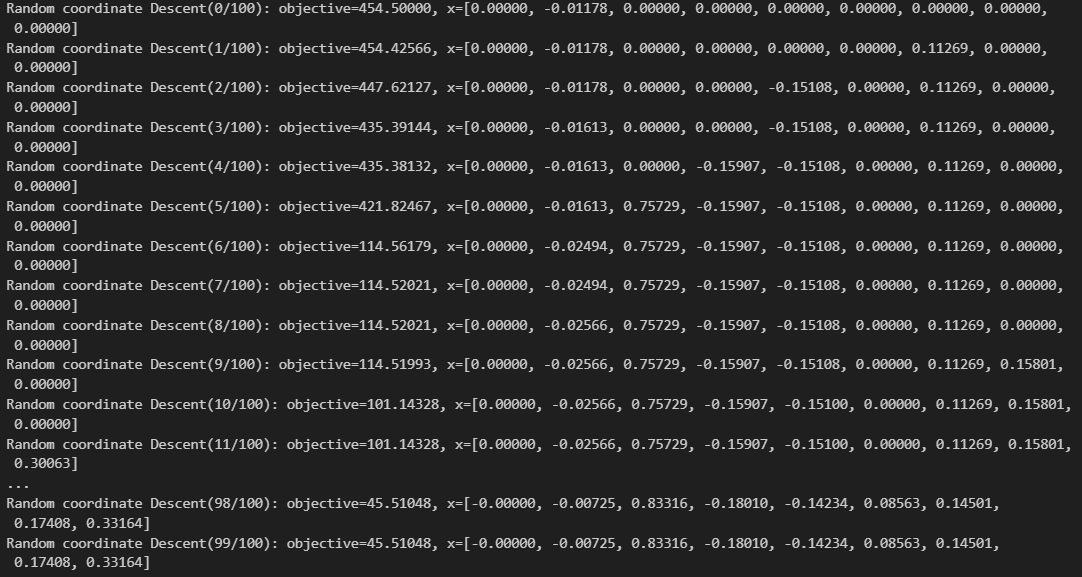 Random coordinate Descent(0/100): objective=454.50000, x=[0.00000, -0.01178, 0.00000, 0.00000, 0.00000, 0.00000, 0.00000, 0.00000,
0.00000]
Random coordinate Descent(1/100): objective=454.42566, x=[0.00000, -0.01178, 0.00000, 0.00000, 0.00000, 0.00000, 0.11269, 0.00000,
0.00000]
Random coordinate Descent(2/100): objective=447.62127, x=[0.00000, -0.01178, 0.00000, 0.00000, -0.15108, 0.00000, 0.11269, 0.00000,
0.00000]
Random coordinate Descent(3/100): objective=435.39144, x=[0.00000, -0.01613, 0.00000, 0.00000, -0.15108, 0.00000, 0.11269, 0.00000,
0.00000]
Random coordinate Descent(4/100): objective=435.38132, x=[0.00000, -0.01613, 0.00000, -0.15907, -0.15108, 0.00000, 0.11269, 0.00000,
0.00000]
Random coordinate Descent(5/100): objective=421.82467, x=[0.00000, -0.01613, 0.75729, -0.15907, -0.15108, 0.00000, 0.11269, 0.00000,
0.00000]
Random coordinate Descent(6/100): objective=114.56179, x=[0.00000, -0.02494, 0.75729, -0.15907, -0.15108, 0.00000, 0.11269, 0.00000,
0.00000]
Random coordinate Descent(7/100): objective=114.52021, x=[0.00000, -0.02494, 0.75729, -0.15907, -0.15108, 0.00000, 0.11269, 0.00000,
0.00000]
Random coordinate Descent(8/100): objective=114.52021, x=[0.00000, -0.02566, 0.75729, -0.15907, -0.15108, 0.00000, 0.11269, 0.00000,
0.00000]
Random coordinate Descent(9/100): objective=114.51993, x=[0.00000, -0.02566, 0.75729, -0.15907, -0.15108, 0.00000, 0.11269, 0.15801,
0.00000]
Random coordinate Descent(10/100): objective=101.14328, x=[0.00000, -0.02566, 0.75729, -0.15907, -0.15100, 0.00000, 0.11269, 0.15801,
0.00000]
Random coordinate Descent(11/100): objective=101.14328, x=[0.00000, -0.02566, 0.75729, -0.15907, -0.15100, 0.00000, 0.11269, 0.15801,
0.30063]
...
Random coordinate Descent(98/100): objective=45.51048, x=[-0.00000, -0.00725, 0.83316, -0.18010, -0.14234, 0.08563, 0.14501,
0.17408, 0.33164]
Random coordinate Descent(99/100): objective=45.51048, x=[-0.00000, -0.00725, 0.83316, -0.18010, -0.14234, 0.08563, 0.14501,
0.17408, 0.33164]